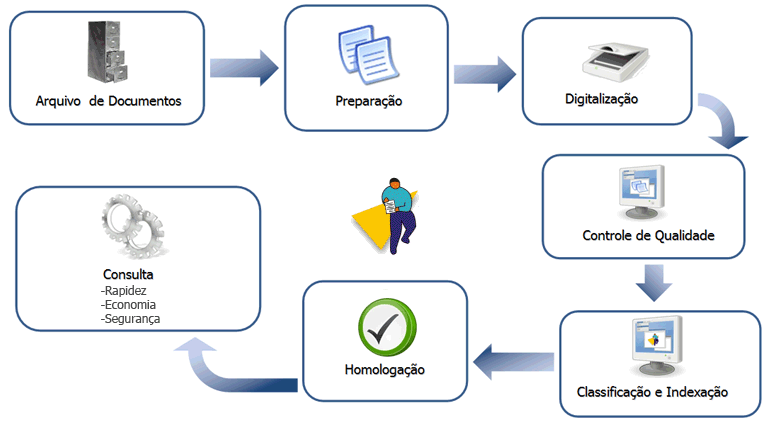 Arquivo de Documentos
Preparação
Digitalização
Controle de Qualidade
Classificação e Indexação
Homologação
Consulta
-Rapidez
-Economia
-Segurança